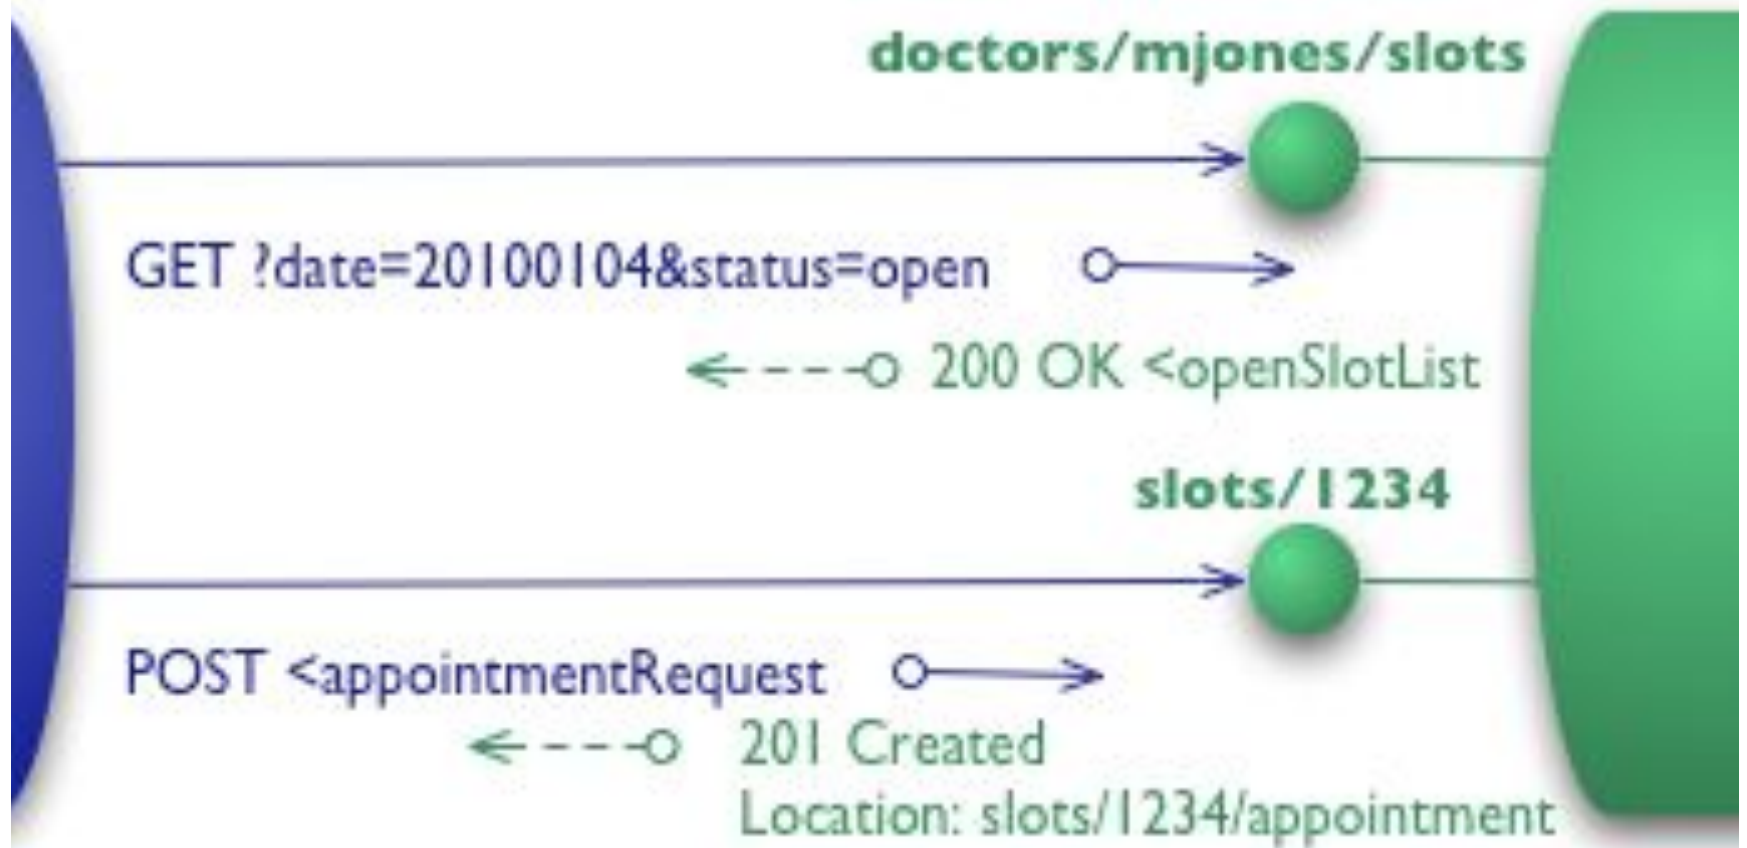 doctors/mjones/slots
GET ?date=20100104&status=open
200 OK <openSlotList
slots/1234
POST <appointmentRequest
201 Created
Location: slots/1234/appointment